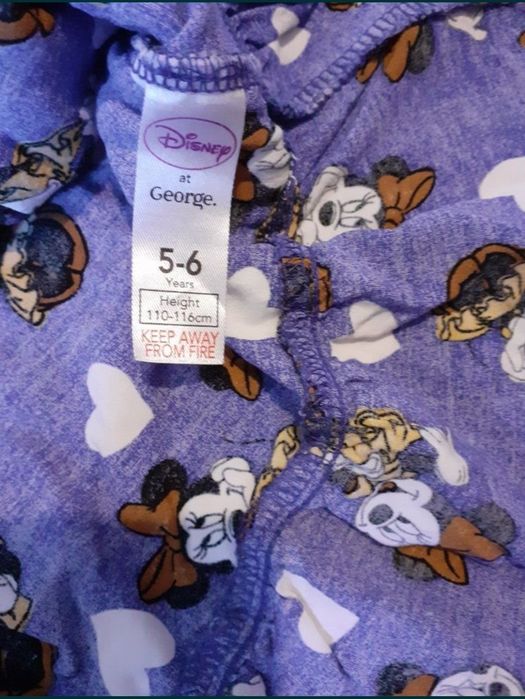 Disney
at
George.
5-6
Years
Height
110-116cm
KEEP AWAY
FROM FIRE